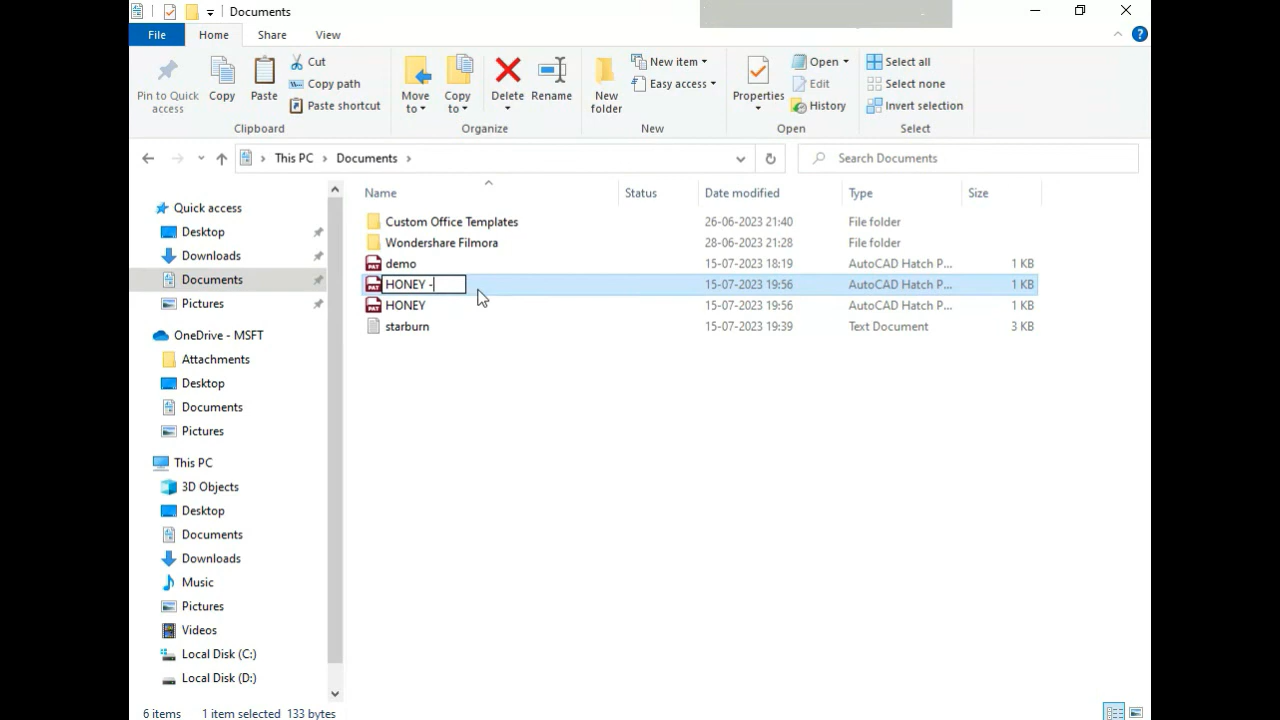 Documents
File Home Share View
Pin to Quick access
Copy
Paste
Cut
Copy path
Paste shortcut
Clipboard
Move to
Copy to
Delete
Rename
Organize
New folder
New item
Easy access
New
Properties
Open
Edit
History
Open
Select all
Select none
Invert selection
Select
This PC > Documents >
Search Documents
Name Status Date modified Type Size
Custom Office Templates 26-06-2023 21:40 File folder
Wondershare Filmora 28-06-2023 21:28 File folder
demo 15-07-2023 18:19 AutoCAD Hatch P... 1 KB
HONEY - 15-07-2023 19:56 AutoCAD Hatch P... 1 KB
HONEY 15-07-2023 19:56 AutoCAD Hatch P... 1 KB
starburn 15-07-2023 19:39 Text Document 3 KB
Quick access
Desktop
Downloads
Documents
Pictures
OneDrive - MSFT
Attachments
Desktop
Documents
Pictures
This PC
3D Objects
Desktop
Documents
Downloads
Music
Pictures
Videos
Local Disk (C:)
Local Disk (D:)
6 items 1 item selected 133 bytes